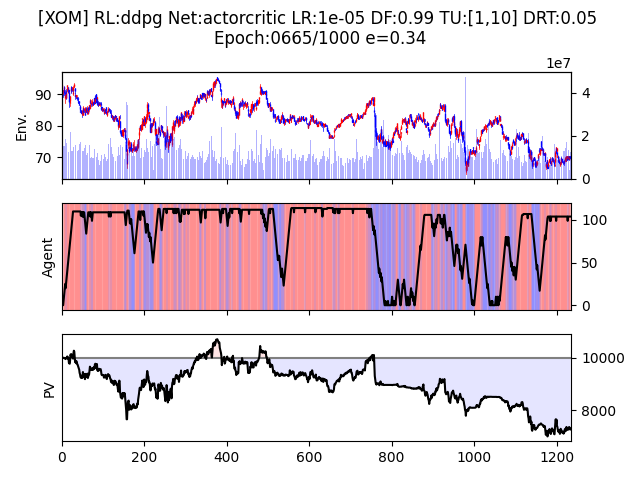 [XOM] RL:ddpg Net:actorcritic LR:1e-05 DF:0.99 TU:[1,10] DRT:0.05
Epoch:0665/1000 e=0.34
1e7
Env.
90
80
70
4
2
0
Agent
100
50
0
PV
10000
8000
0 200 400 600 800 1000 1200